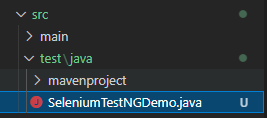 src
main
test\java
mavenproject
J SeleniumTestNGDemo.java U